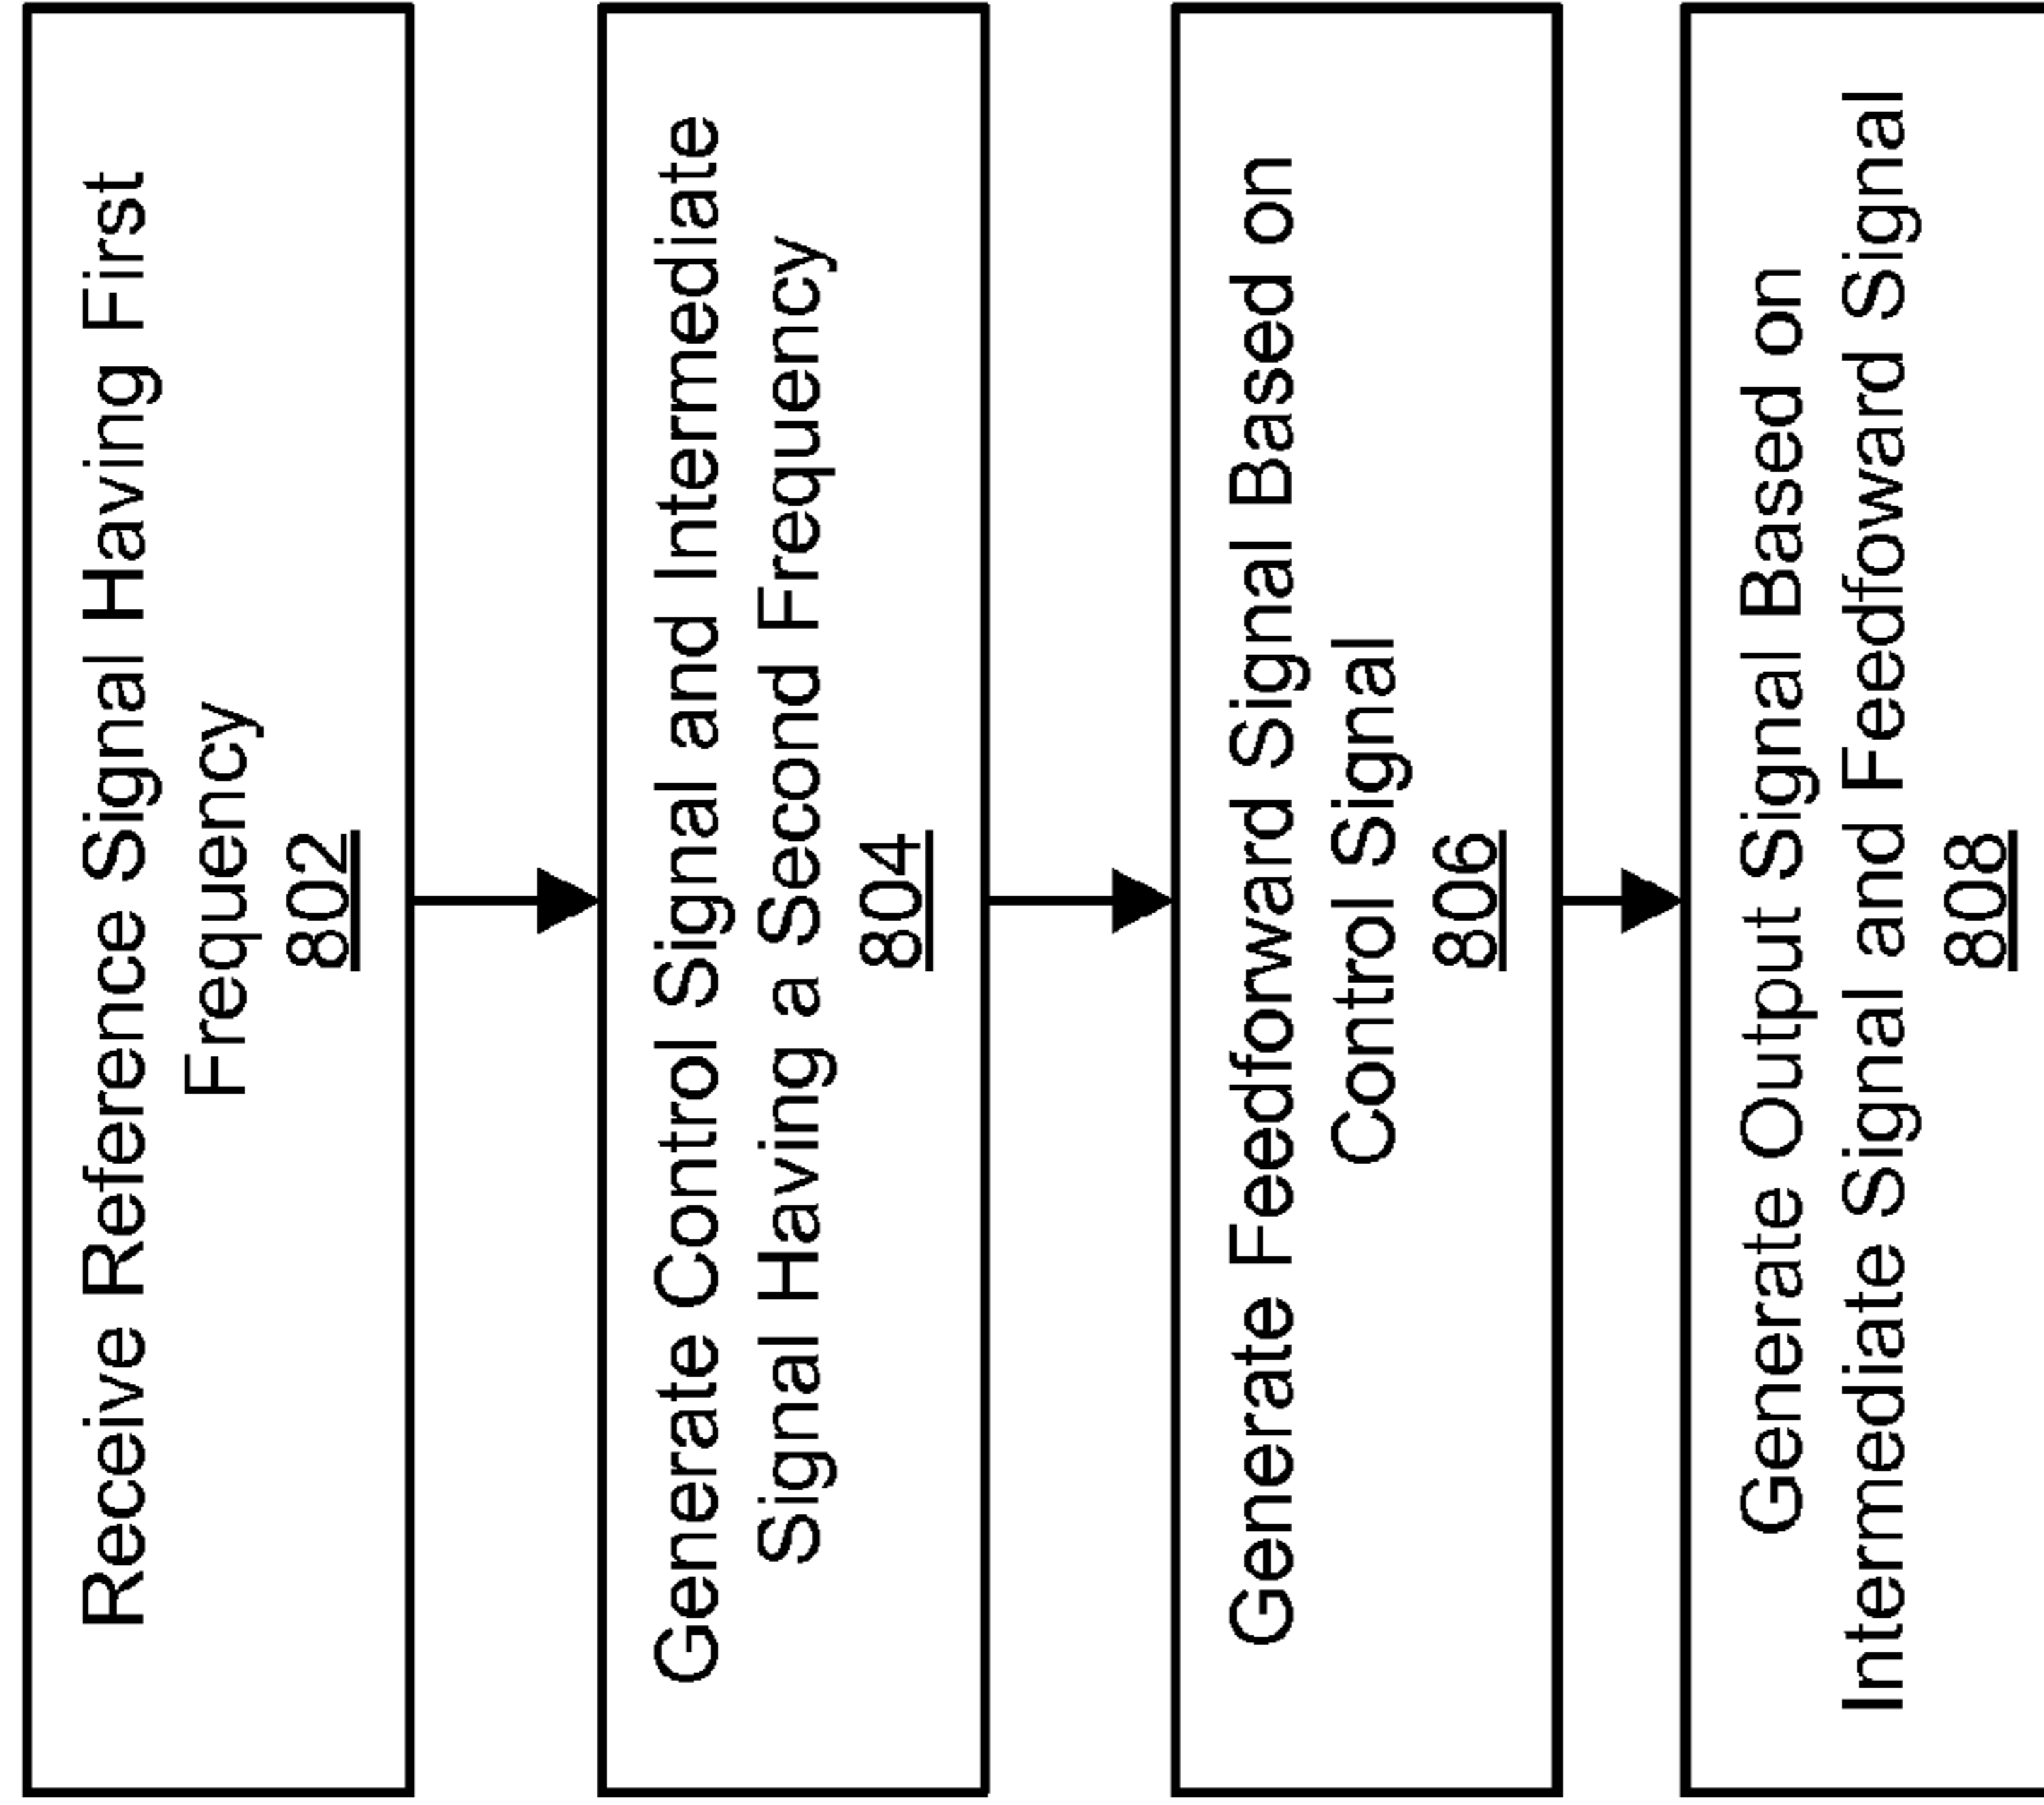 Receive Reference Signal Having First
Frequency
802
Generate Control Signal and Intermediate
Signal Having a Second Frequency
804
Generate Feedforward Signal Based on
Control Signal
806
Generate Output Signal Based on
Intermediate Signal and Feedfoward Signal
808